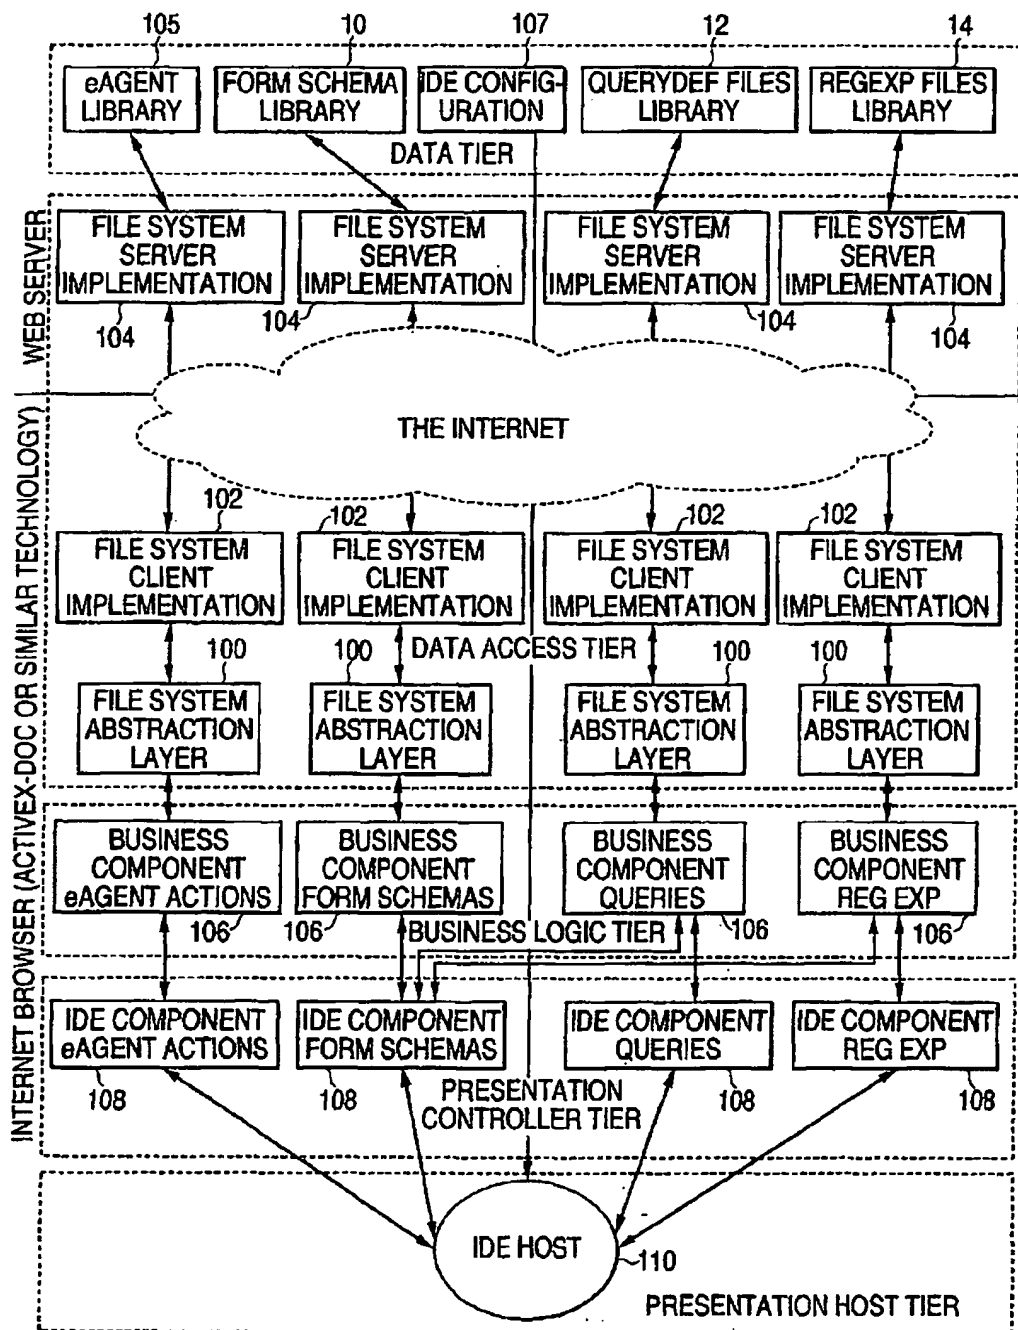 105
10
107
12
14
eAGENT
LIBRARY
FORM SCHEMA
LIBRARY
IDE CONFIG-
URATION
QUERYDEF FILES
LIBRARY
REGEXP FILES
LIBRARY
DATA TIER
WEB SERVER
FILE SYSTEM
SERVER
IMPLEMENTATION
104
FILE SYSTEM
SERVER
IMPLEMENTATION
104
FILE SYSTEM
SERVER
IMPLEMENTATION
104
FILE SYSTEM
SERVER
IMPLEMENTATION
104
THE INTERNET
INTERNET BROWSER (ACTIVEX-DOC OR SIMILAR TECHNOLOGY)
102
FILE SYSTEM
CLIENT
IMPLEMENTATION
102
FILE SYSTEM
CLIENT
IMPLEMENTATION
102
FILE SYSTEM
CLIENT
IMPLEMENTATION
102
FILE SYSTEM
CLIENT
IMPLEMENTATION
DATA ACCESS TIER
100
FILE SYSTEM
ABSTRACTION
LAYER
100
FILE SYSTEM
ABSTRACTION
LAYER
100
FILE SYSTEM
ABSTRACTION
LAYER
100
FILE SYSTEM
ABSTRACTION
LAYER
BUSINESS
COMPONENT
eAGENT ACTIONS
106
BUSINESS
COMPONENT
FORM SCHEMAS
106
BUSINESS
COMPONENT
QUERIES
106
BUSINESS
COMPONENT
REG EXP
106
BUSINESS LOGIC TIER
IDE COMPONENT
eAGENT ACTIONS
108
IDE COMPONENT
FORM SCHEMAS
108
IDE COMPONENT
QUERIES
108
IDE COMPONENT
REG EXP
108
PRESENTATION
CONTROLLER TIER
IDE HOST
110
PRESENTATION HOST TIER